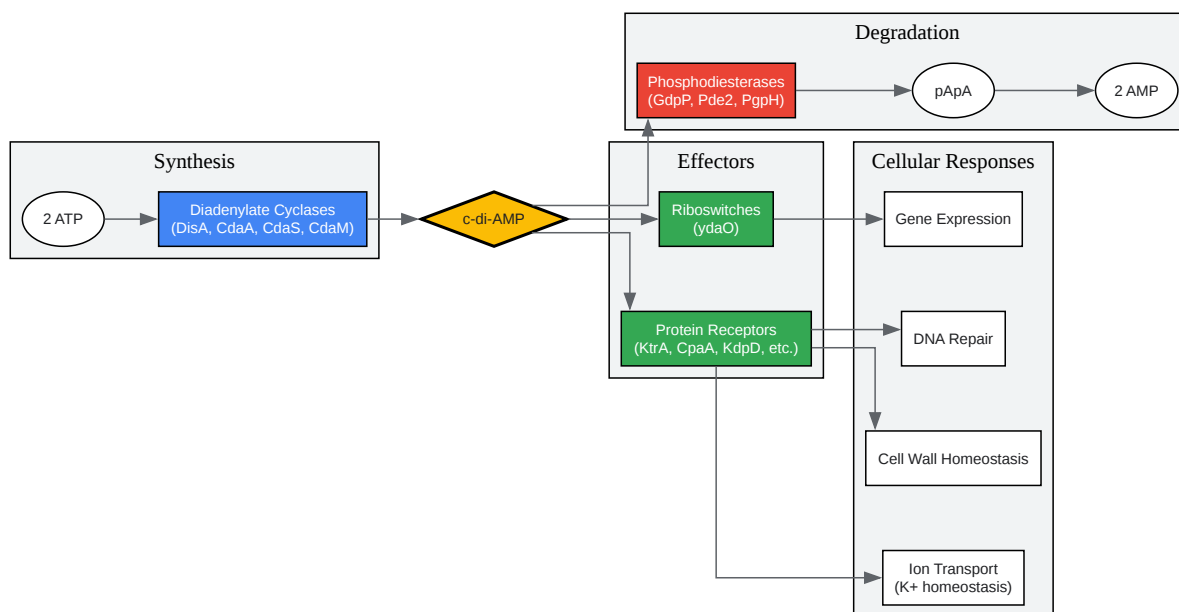 Degradation
Phosphodiesterases
(GdpP, Pde2, PgpH)
pApA
2 AMP
Synthesis
2 ATP
Diadenylate Cyclases
(DisA, CdaA, CdaS, CdaM)
c-di-AMP
Effectors
Riboswitches
(ydaO)
Protein Receptors
(KtrA, CpaA, KdpD, etc.)
Cellular Responses
Gene Expression
DNA Repair
Cell Wall Homeostasis
Ion Transport
(K+ homeostasis)